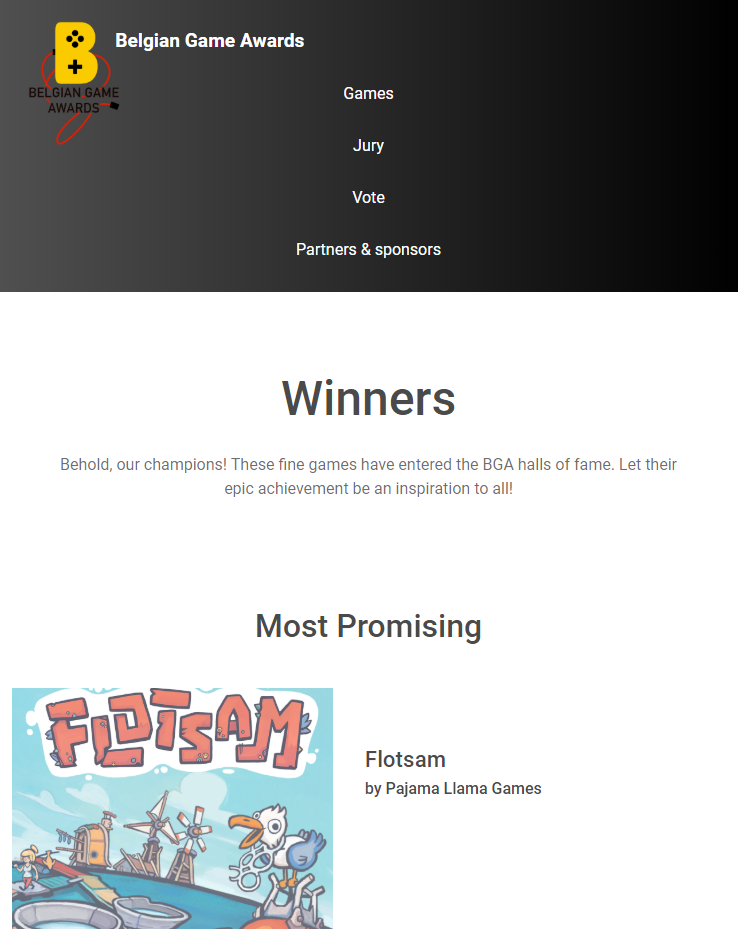 Belgian Game Awards
BELGIAN GAME
AWARDS
Games
Jury
Vote
Partners & sponsors
Winners
Behold, our champions! These fine games have entered the BGA halls of fame. Let their
epic achievement be an inspiration to all!
Most Promising
FLOTSAM
Flotsam
by Pajama Llama Games